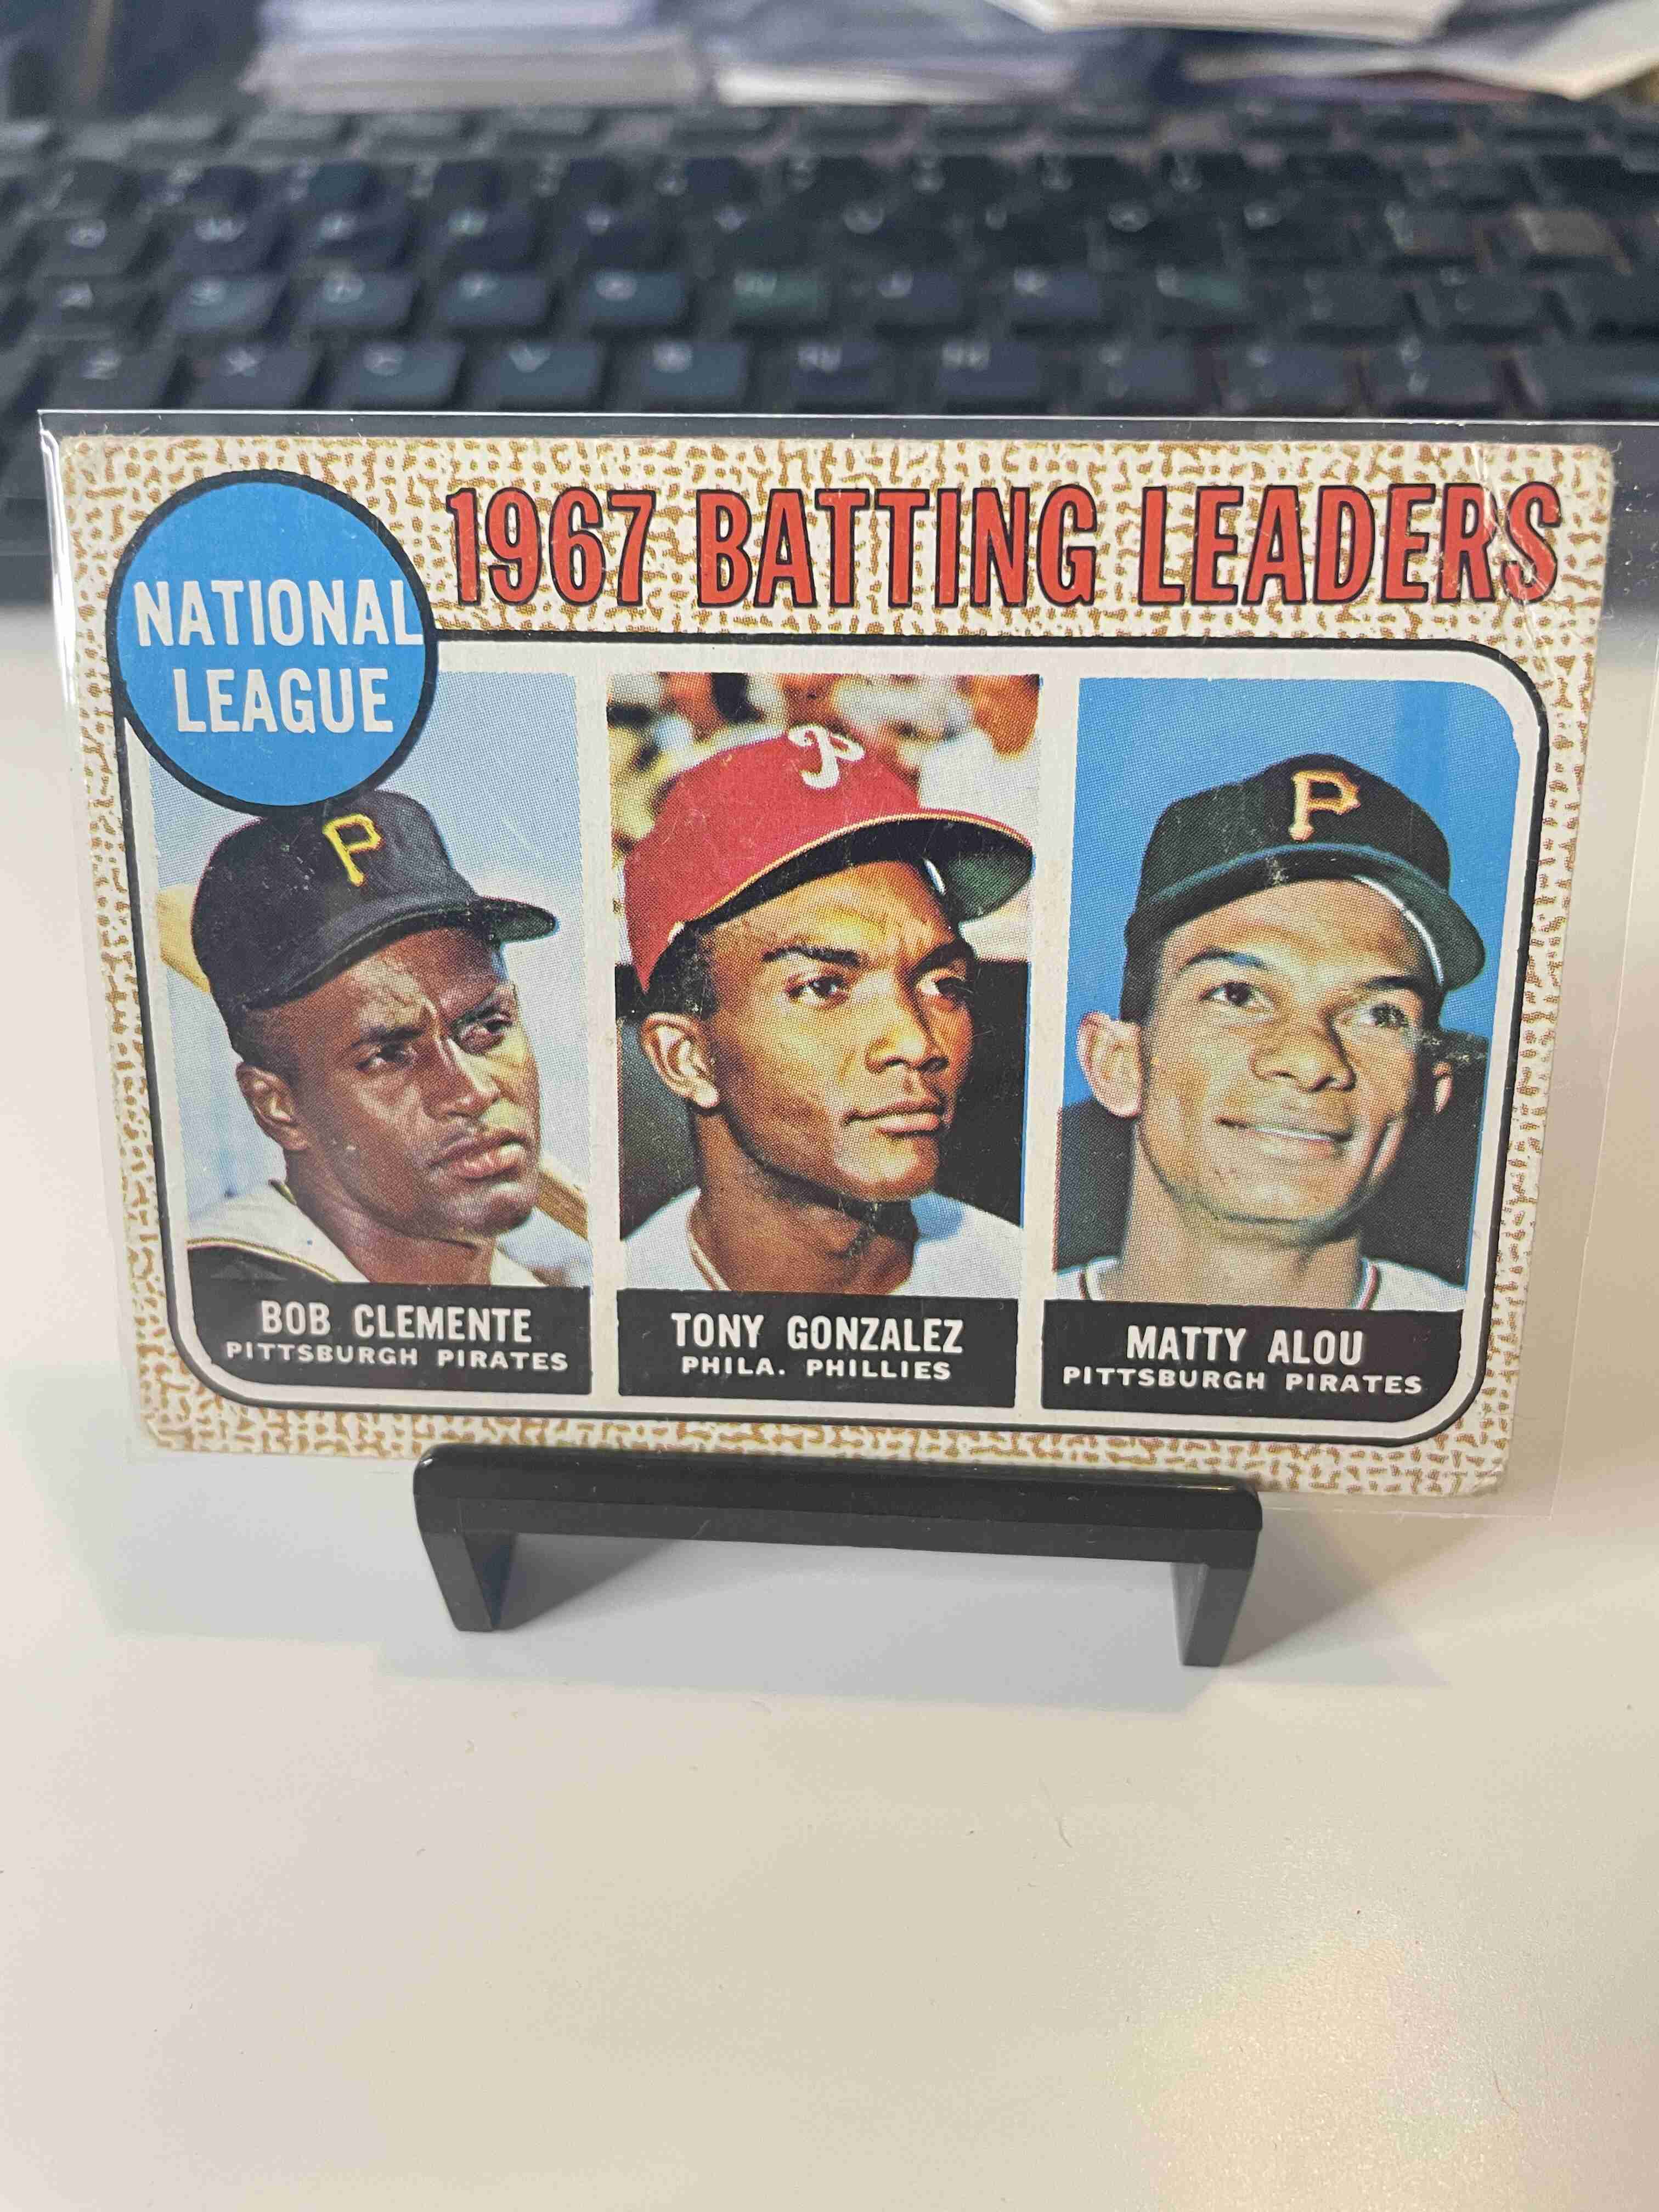 1967 BATTING LEADERS
NATIONAL
LEAGUE
P
P
P
BOB CLEMENTE
PITTSBURGH PIRATES
TONY GONZALEZ
PHILA. PHILLIES
MATTY ALOU
PITTSBURGH PIRATES